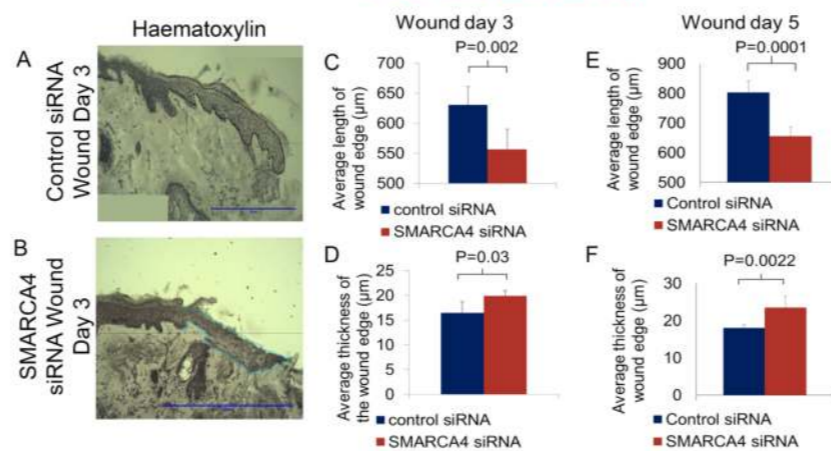 Haematoxylin
Wound day 3
Wound day 5
A
Control siRNA
Wound Day 3
B
SMARCA4
siRNA Wound
Day 3
C
P=0.002
Average length of
wound edge (µm)
650
630
600
550
500
control siRNA
SMARCA4 siRNA
D
P=0.03
Average thickness of
the wound edge (µm)
25
20
15
10
5
0
control siRNA
SMARCA4 siRNA
E
P=0.0001
Average length of
wound edge (µm)
900
800
700
600
500
Control siRNA
SMARCA4 siRNA
F
P=0.0022
Average thickness of
wound edge (µm)
30
20
10
0
Control siRNA
SMARCA4 siRNA